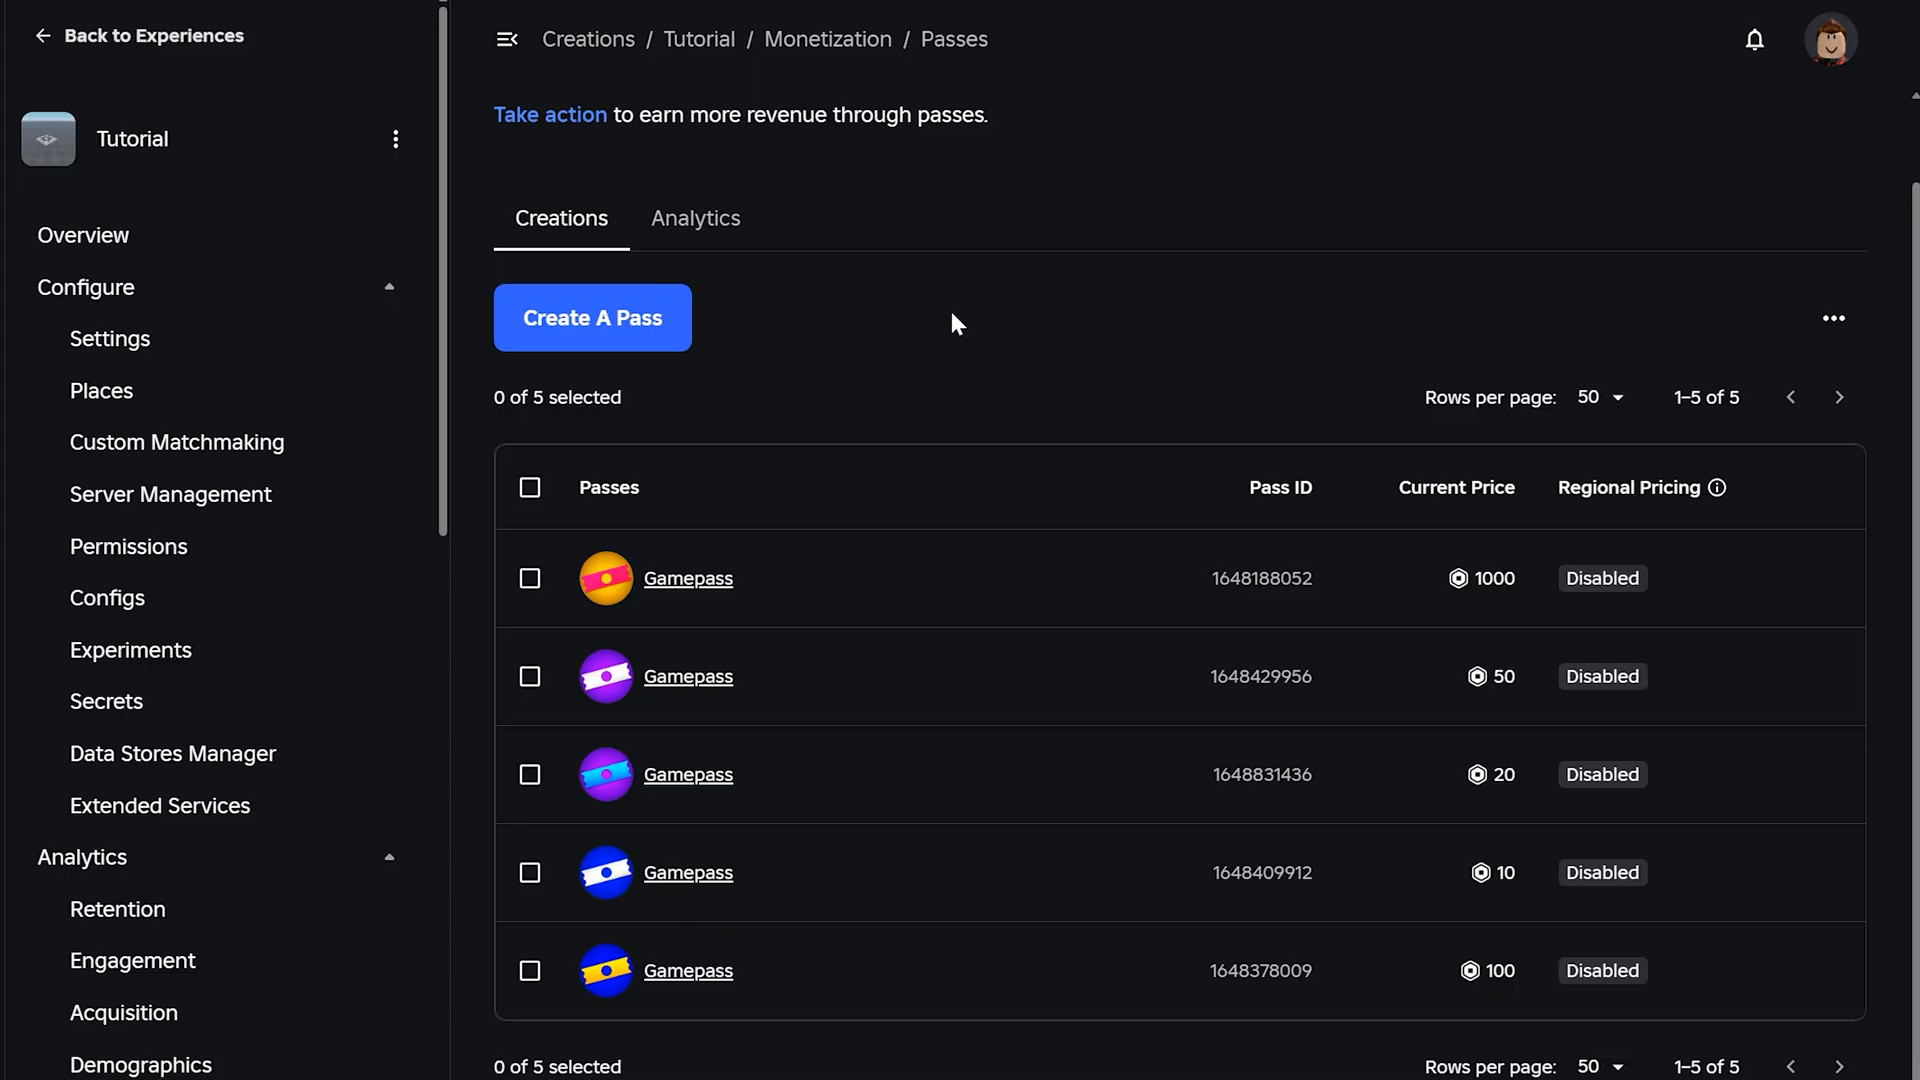 Back to Experiences
Tutorial
Overview
Configure
Settings
Places
Custom Matchmaking
Server Management
Permissions
Configs
Experiments
Secrets
Data Stores Manager
Extended Services
Analytics
Retention
Engagement
Acquisition
Demographics
Creations / Tutorial / Monetization / Passes
Take action to earn more revenue through passes.
Creations Analytics
Create A Pass
0 of 5 selected Rows per page: 50 1–5 of 5
Passes Pass ID Current Price Regional Pricing
Gamepass 1648188052 1000 Disabled
Gamepass 1648429956 50 Disabled
Gamepass 1648831436 20 Disabled
Gamepass 1648409912 10 Disabled
Gamepass 1648378009 100 Disabled
0 of 5 selected Rows per page: 50 1–5 of 5